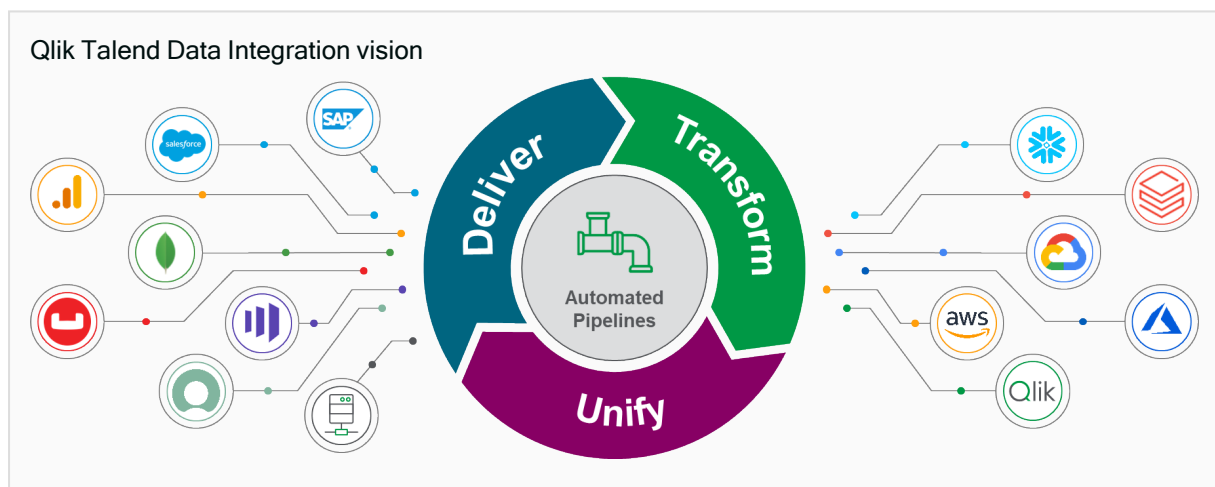 Qlik Talend Data Integration vision
SAP
salesforce
Deliver
Transform
Automated
Pipelines
Unify
aws
Qlik